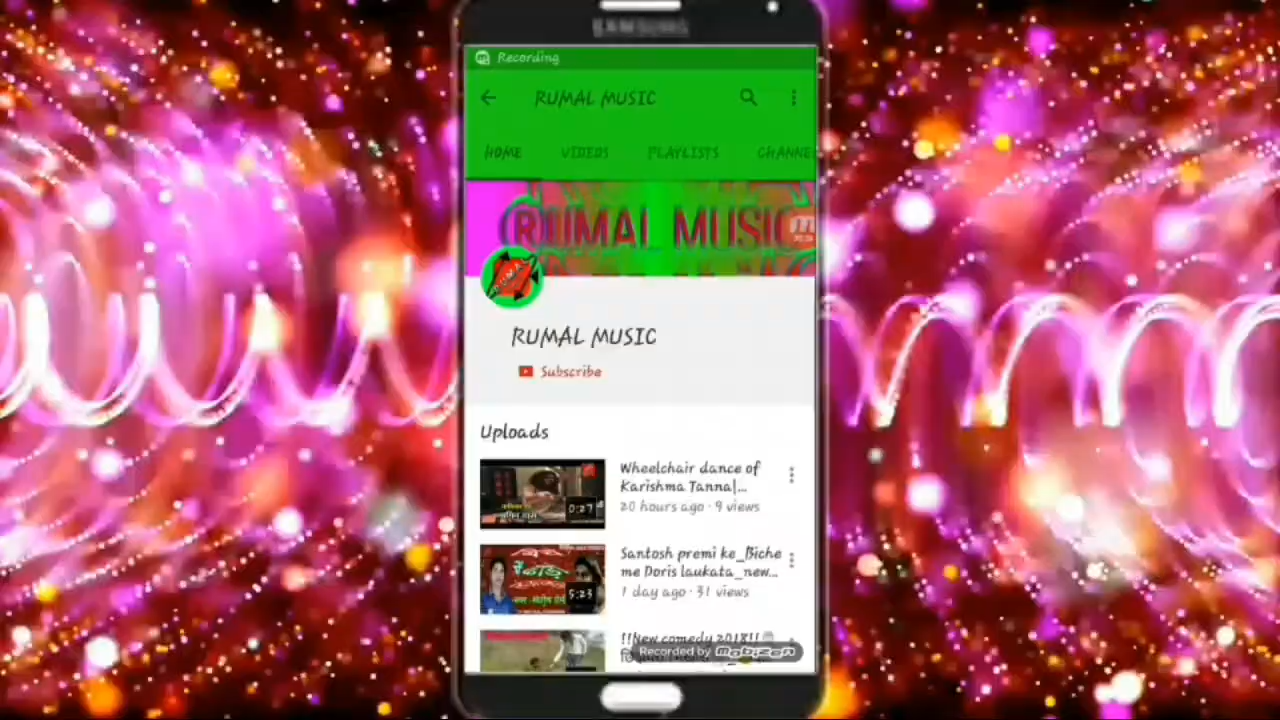 SAMSUNG
Recording
RUMAL MUSIC
HOME VIDEOS PLAYLISTS CHANNE
RUMAL MUSIC
RUMAL MUSIC
Subscribe
Uploads
Wheelchair dance of
Karishma Tanna|...
20 hours ago · 9 views
0:27
Santosh premi ke_Biche
me Doris laukata_new...
1 day ago · 31 views
5:23
!!New comedy 2018!!
Recorded by mobizen